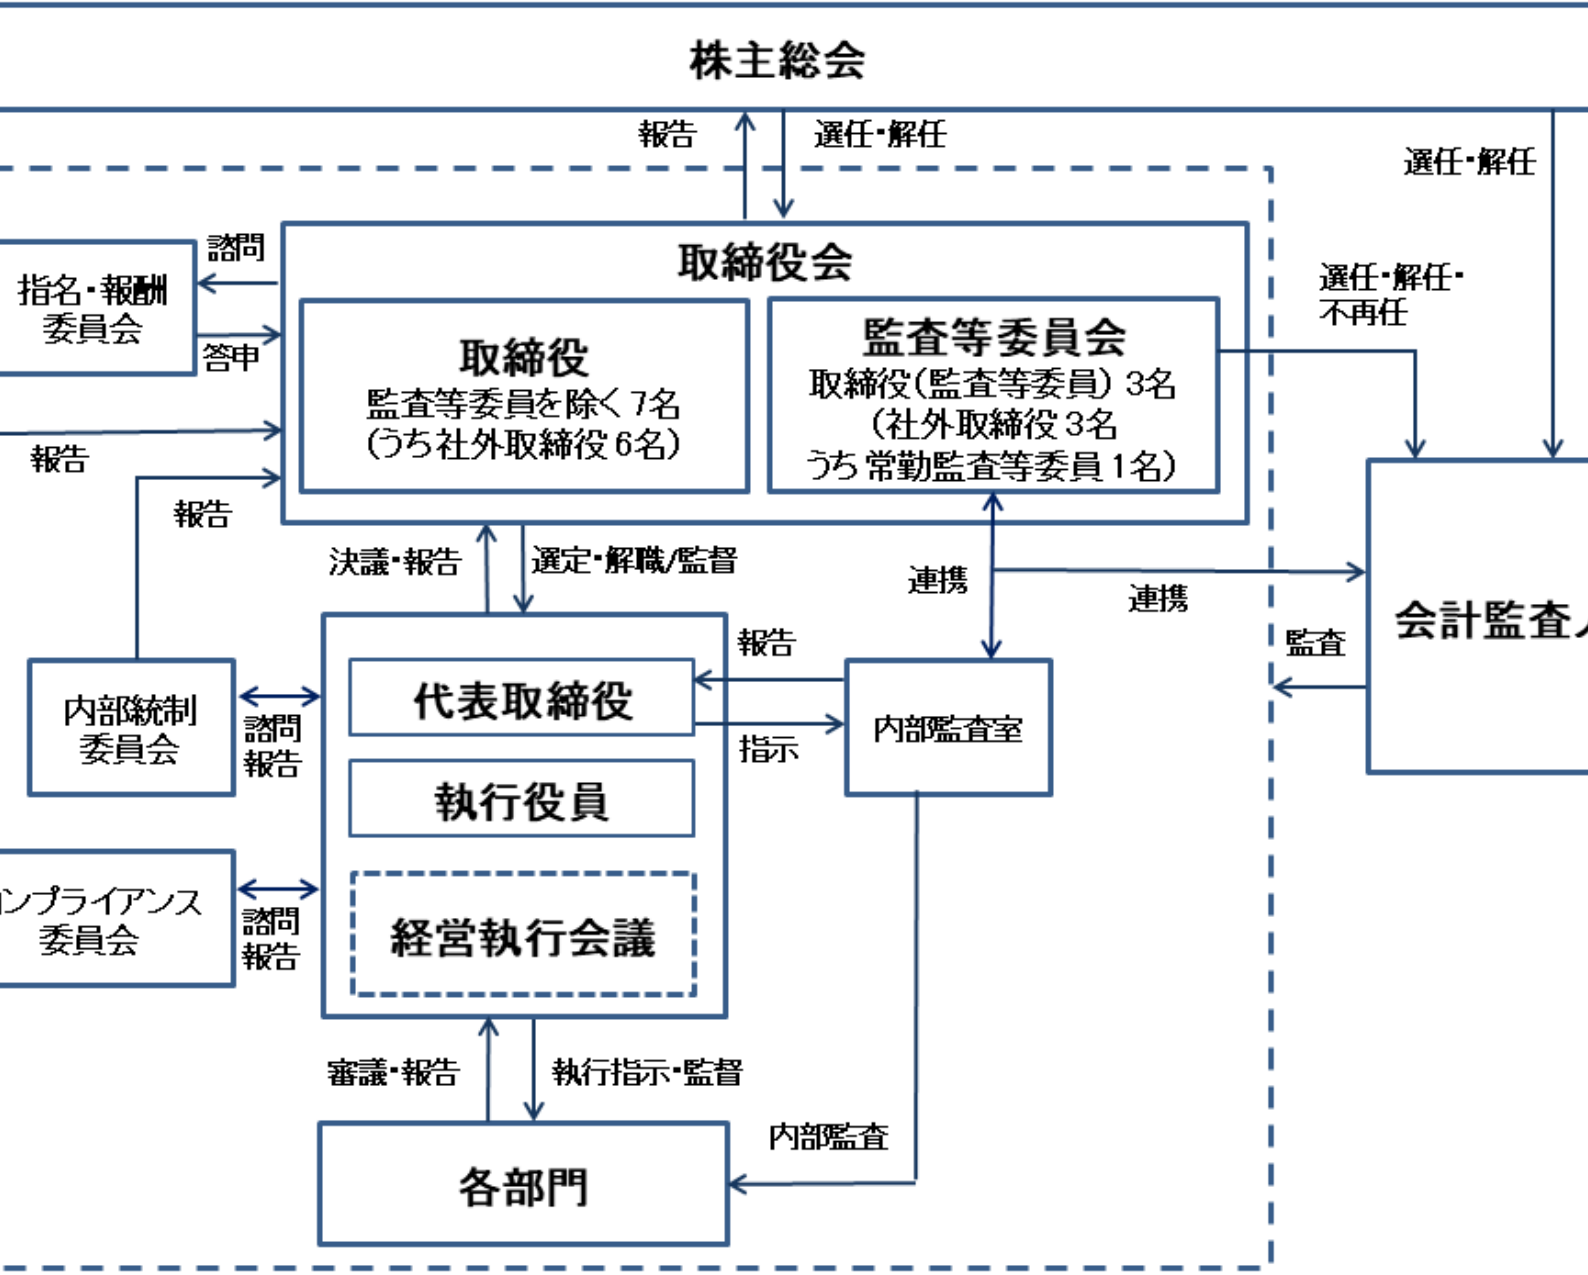 株主総会
報告
選任・解任
選任・解任
諮問
取締役会
指名・報酬
委員会
選任・解任・
不再任
答申
取締役
監査等委員を除く7名
(うち社外取締役6名)
監査等委員会
取締役(監査等委員) 3名
(社外取締役3名
うち常勤監査等委員1名)
報告
報告
決議・報告
選定・解職/監督
連携
連携
会計監査
監査
報告
代表取締役
指示
内部監査室
内部統制
委員会
諮問
報告
執行役員
ンプライアンス
委員会
諮問
報告
経営執行会議
審議・報告
執行指示・監督
内部監査
各部門